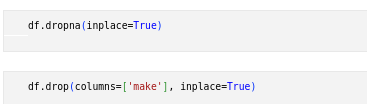 df.dropna(inplace=True)
df.drop(columns=['make'], inplace=True)